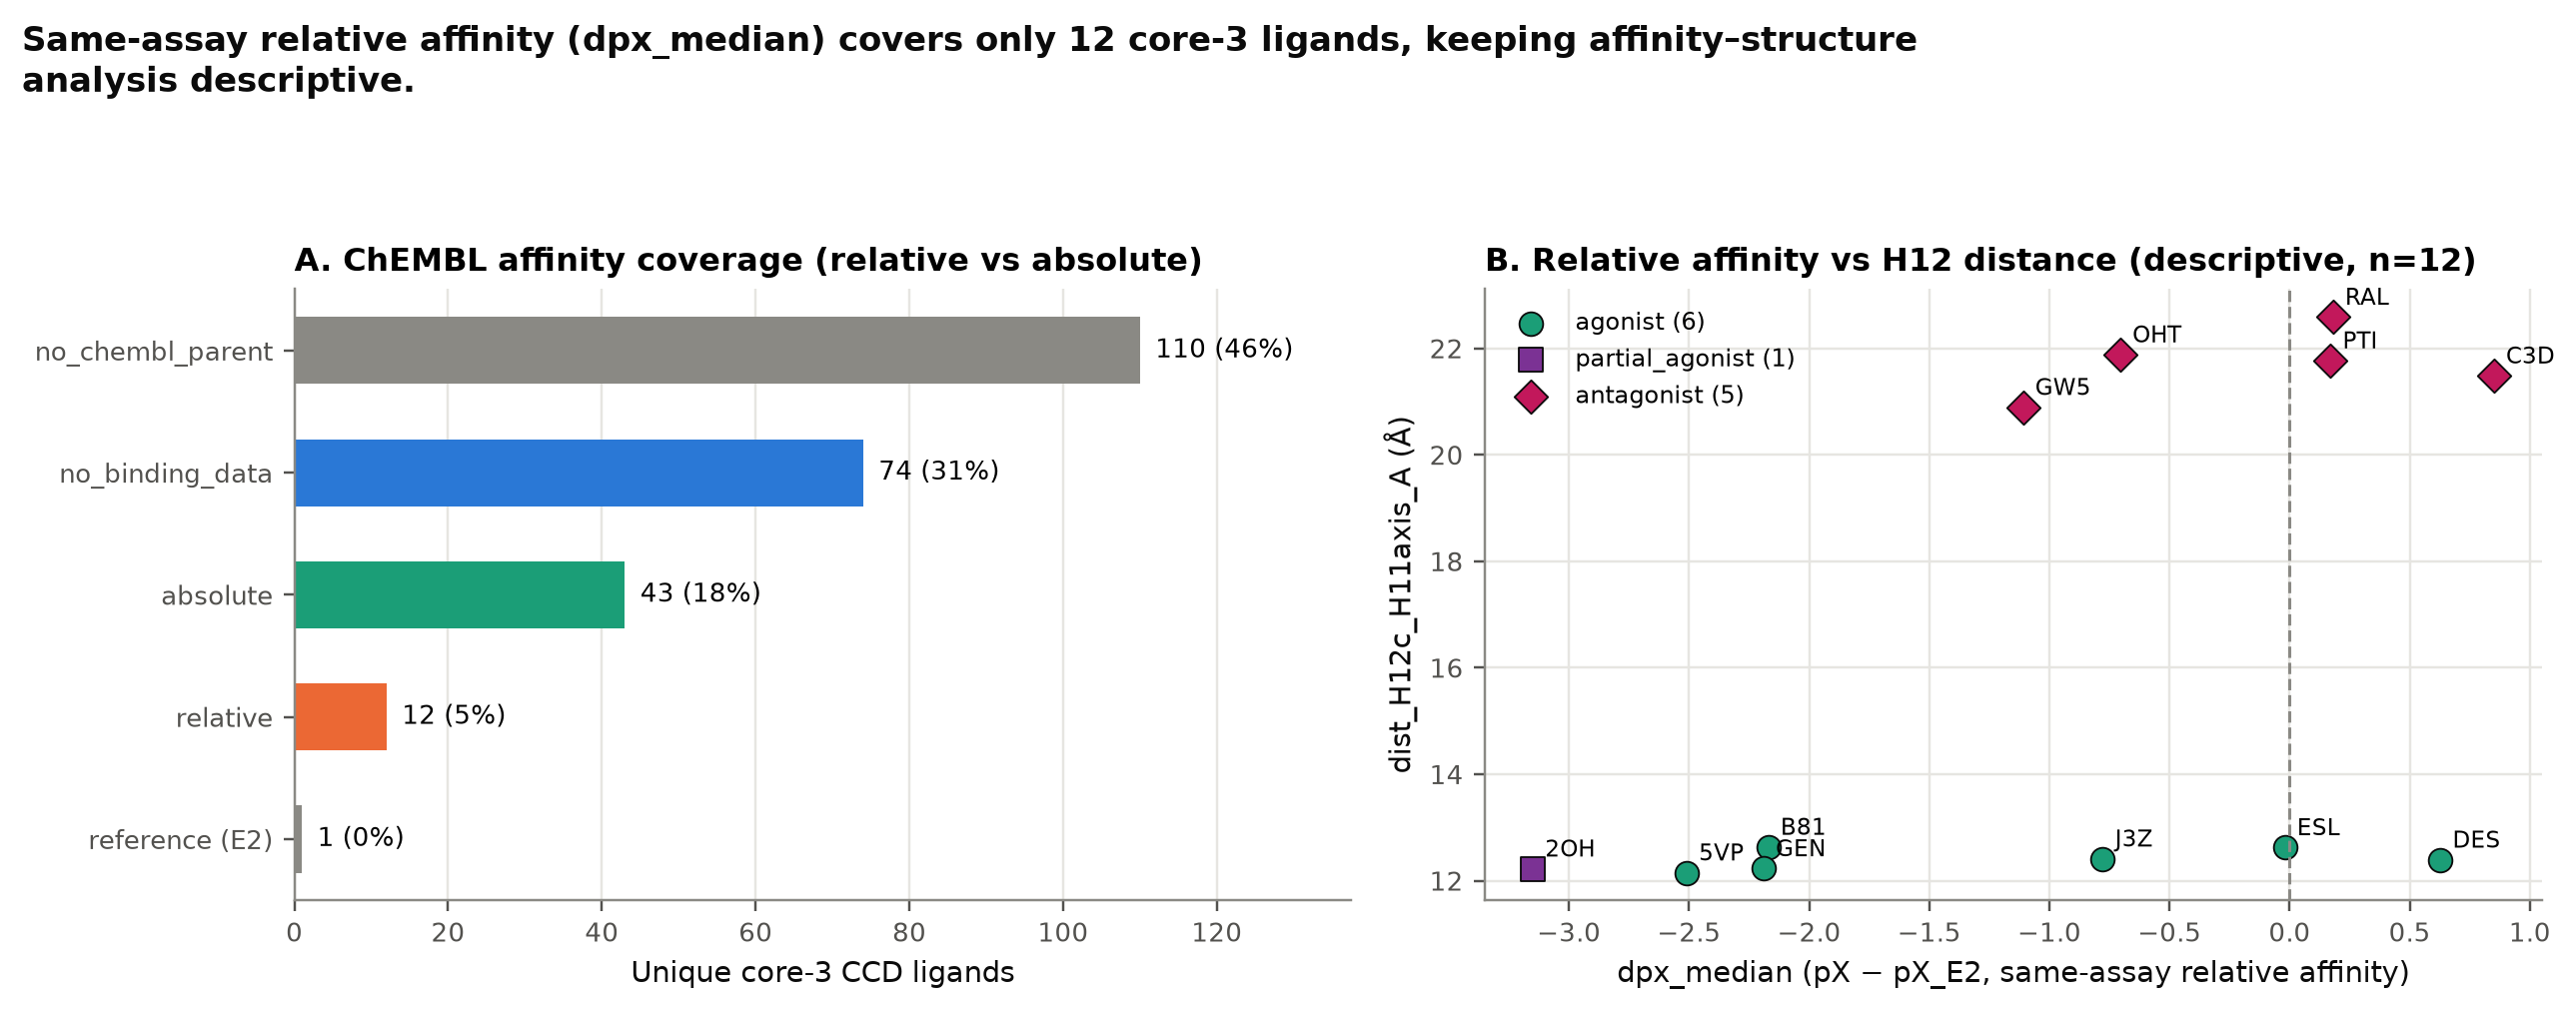 Same-assay relative affinity (dpx_median) covers only 12 core-3 ligands, keeping affinity–structure
analysis descriptive.
A. ChEMBL affinity coverage (relative vs absolute)
no_chembl_parent
110 (46%)
no_binding_data
74 (31%)
absolute
43 (18%)
relative
12 (5%)
reference (E2)
1 (0%)
0 20 40 60 80 100 120
Unique core-3 CCD ligands
B. Relative affinity vs H12 distance (descriptive, n=12)
agonist (6)
partial_agonist (1)
antagonist (5)
RAL
PTI
OHT
C3D
GW5
B81
GEN
5VP
2OH
J3Z
ESL
DES
dist_H12c_H11axis_A (Å)
22
20
18
16
14
12
−3.0 −2.5 −2.0 −1.5 −1.0 −0.5 0.0 0.5 1.0
dpx_median (pX − pX_E2, same-assay relative affinity)